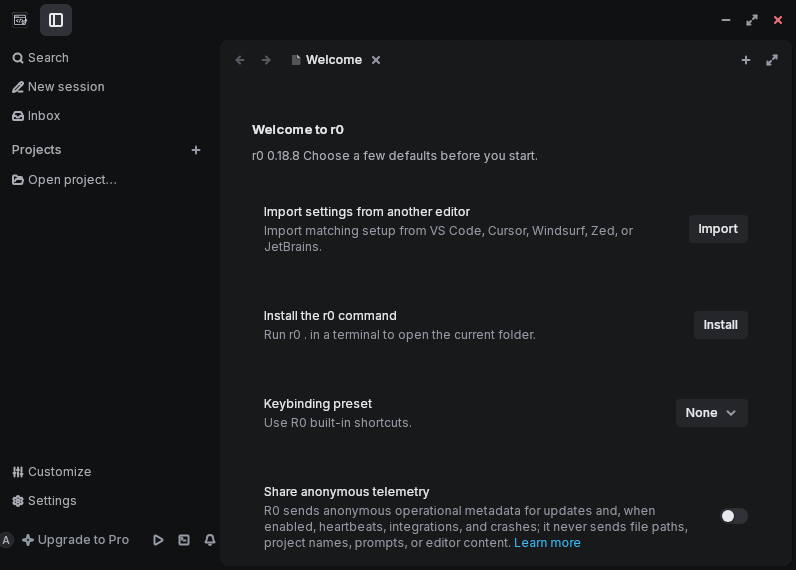 Search
New session
Inbox
Projects
Open project...
Customize
Settings
A
Upgrade to Pro
Welcome
Welcome to r0
r0 0.18.8 Choose a few defaults before you start.
Import settings from another editor
Import matching setup from VS Code, Cursor, Windsurf, Zed, or
JetBrains.
Import
Install the r0 command
Run r0 . in a terminal to open the current folder.
Install
Keybinding preset
Use R0 built-in shortcuts.
None
Share anonymous telemetry
R0 sends anonymous operational metadata for updates and, when
enabled, heartbeats, integrations, and crashes; it never sends file paths,
project names, prompts, or editor content. Learn more